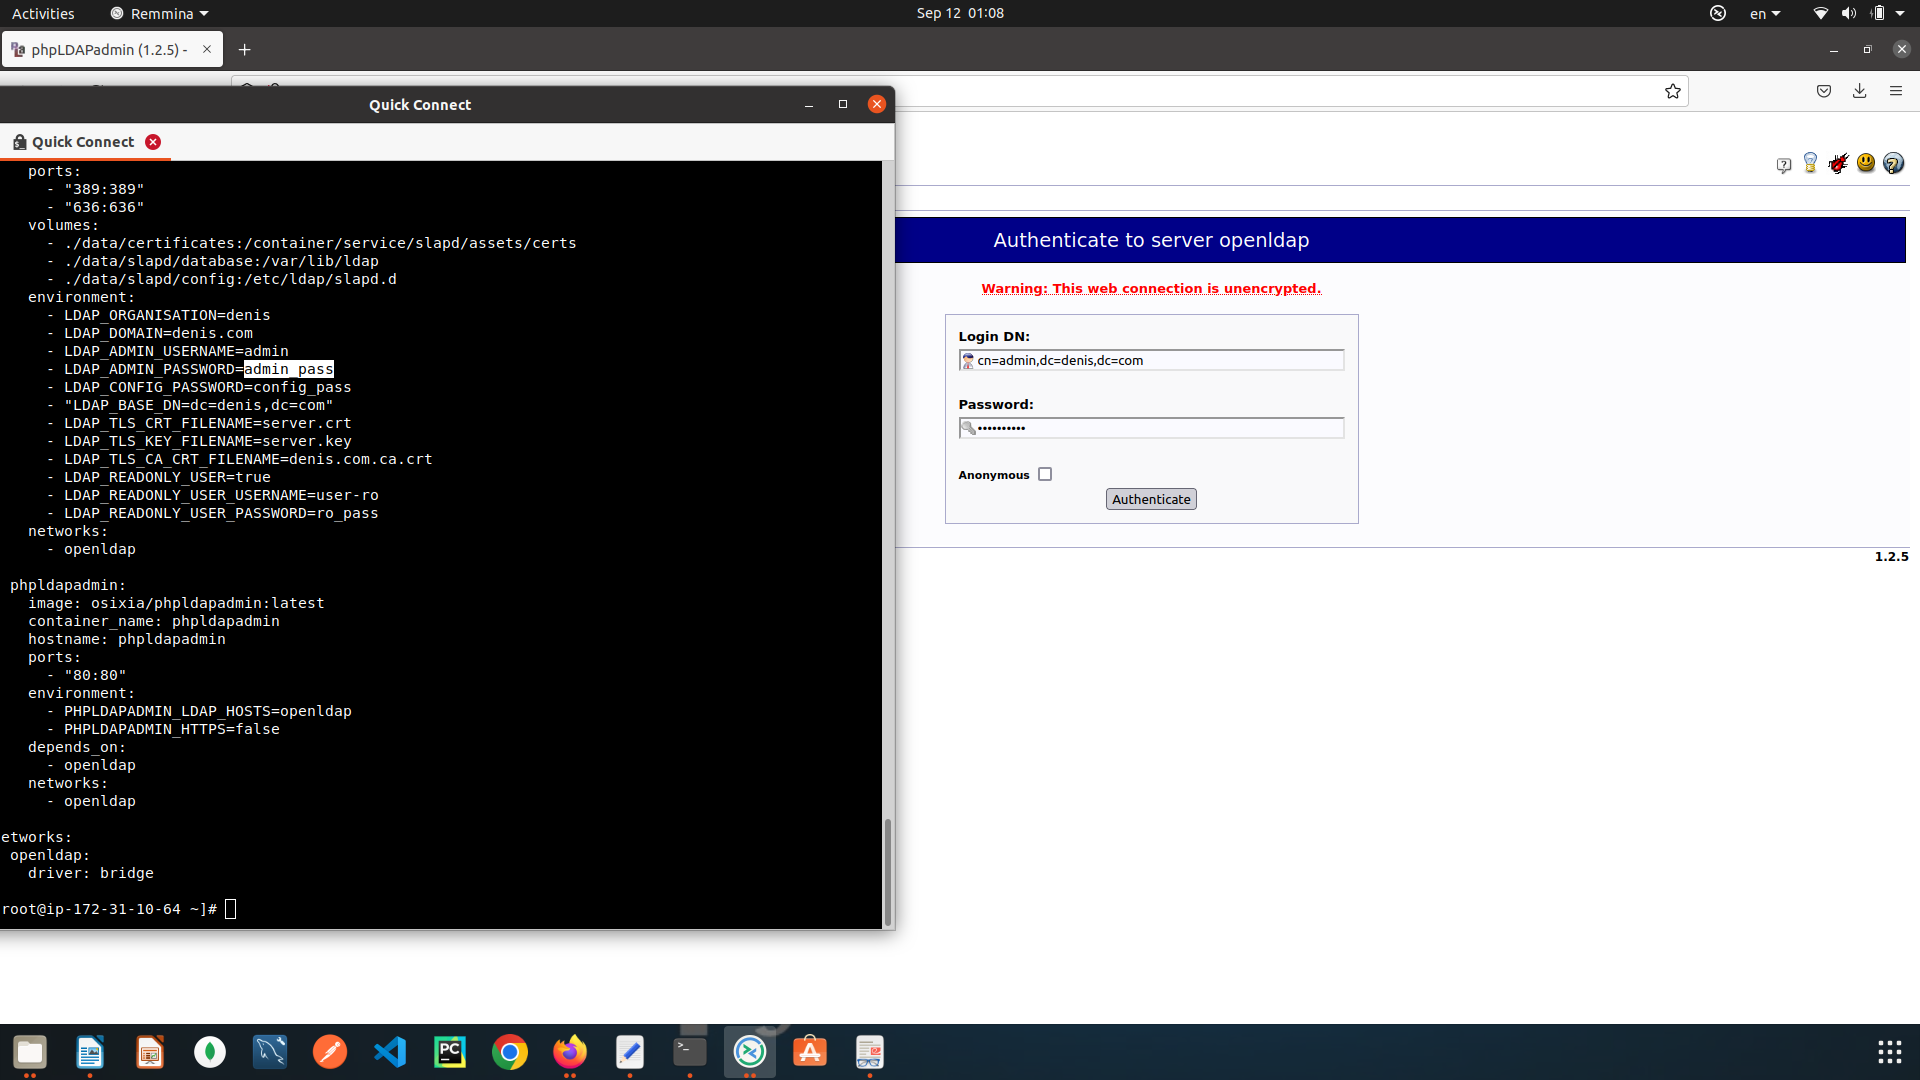 Activities
Remmina
Sep 12 01:08
en
phpLDAPadmin (1.2.5) -
Quick Connect
Quick Connect
ports:
- "389:389"
- "636:636"
volumes:
- ./data/certificates:/container/service/slapd/assets/certs
- ./data/slapd/database:/var/lib/ldap
- ./data/slapd/config:/etc/ldap/slapd.d
environment:
- LDAP_ORGANISATION=denis
- LDAP_DOMAIN=denis.com
- LDAP_ADMIN_USERNAME=admin
- LDAP_ADMIN_PASSWORD=admin_pass
- LDAP_CONFIG_PASSWORD=config_pass
- "LDAP_BASE_DN=dc=denis,dc=com"
- LDAP_TLS_CRT_FILENAME=server.crt
- LDAP_TLS_KEY_FILENAME=server.key
- LDAP_TLS_CA_CRT_FILENAME=denis.com.ca.crt
- LDAP_READONLY_USER=true
- LDAP_READONLY_USER_USERNAME=user-ro
- LDAP_READONLY_USER_PASSWORD=ro_pass
networks:
- openldap
phpldapadmin:
image: osixia/phpldapadmin:latest
container_name: phpldapadmin
hostname: phpldapadmin
ports:
- "80:80"
environment:
- PHPLDAPADMIN_LDAP_HOSTS=openldap
- PHPLDAPADMIN_HTTPS=false
depends_on:
- openldap
networks:
- openldap
etworks:
openldap:
driver: bridge
root@ip-172-31-10-64 ~]#
Authenticate to server openldap
Warning: This web connection is unencrypted.
Login DN:
cn=admin,dc=denis,dc=com
Password:
••••••••••
Anonymous
Authenticate
1.2.5
PC